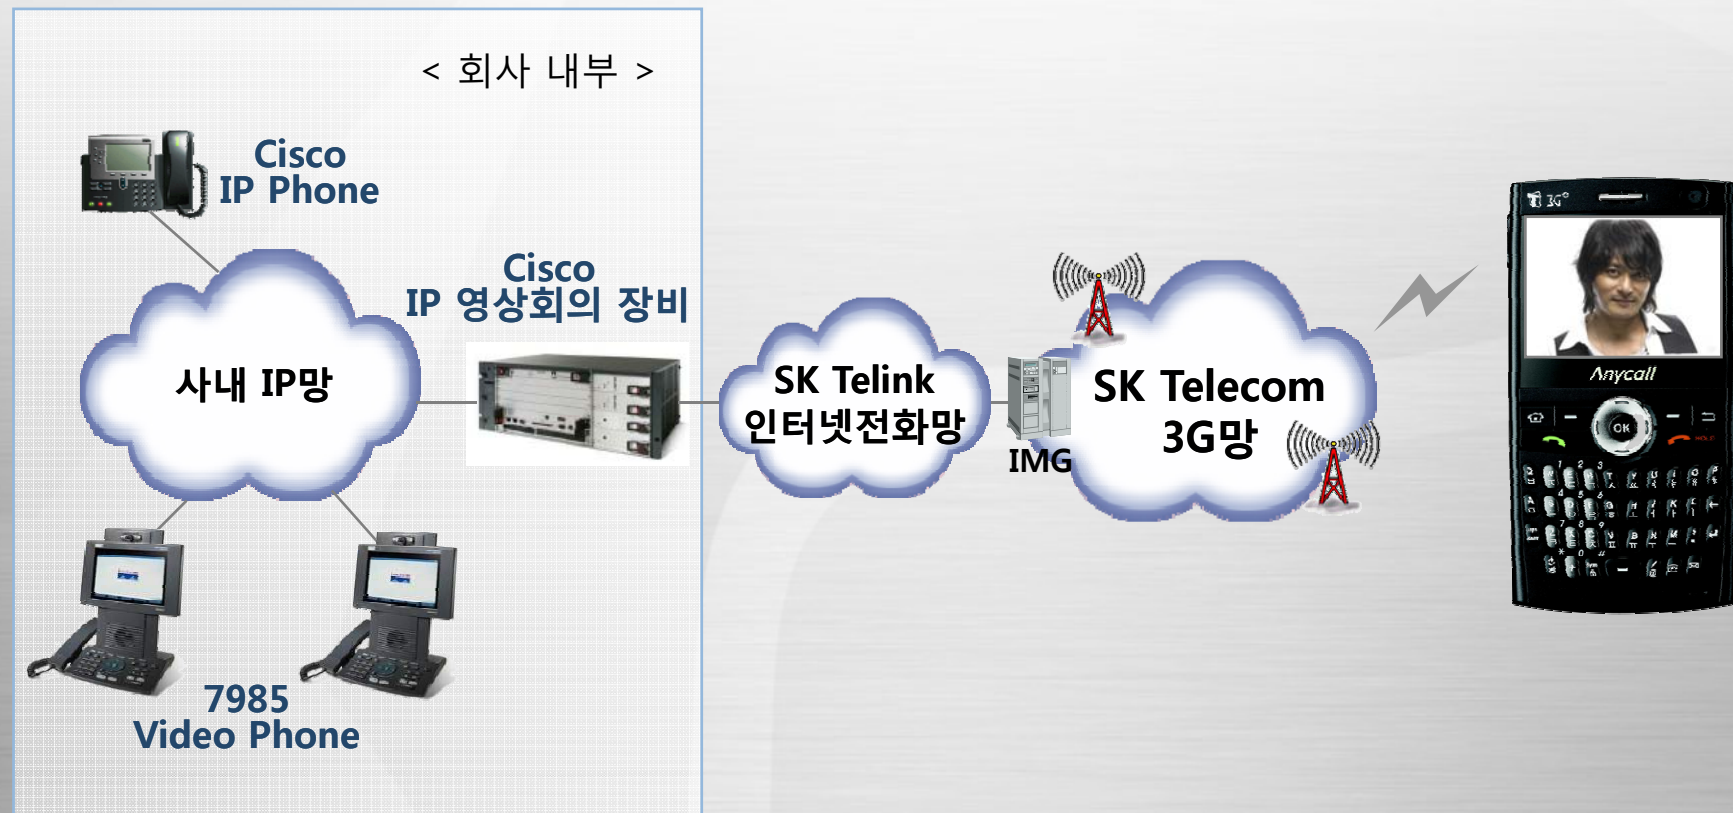 < 회사 내부 >
Cisco
IP Phone
Cisco
IP 영상회의 장비
사내 IP망
SK Telink
인터넷전화망
IMG
SK Telecom
3G망
7985
Video Phone
3G
Anycall
OK